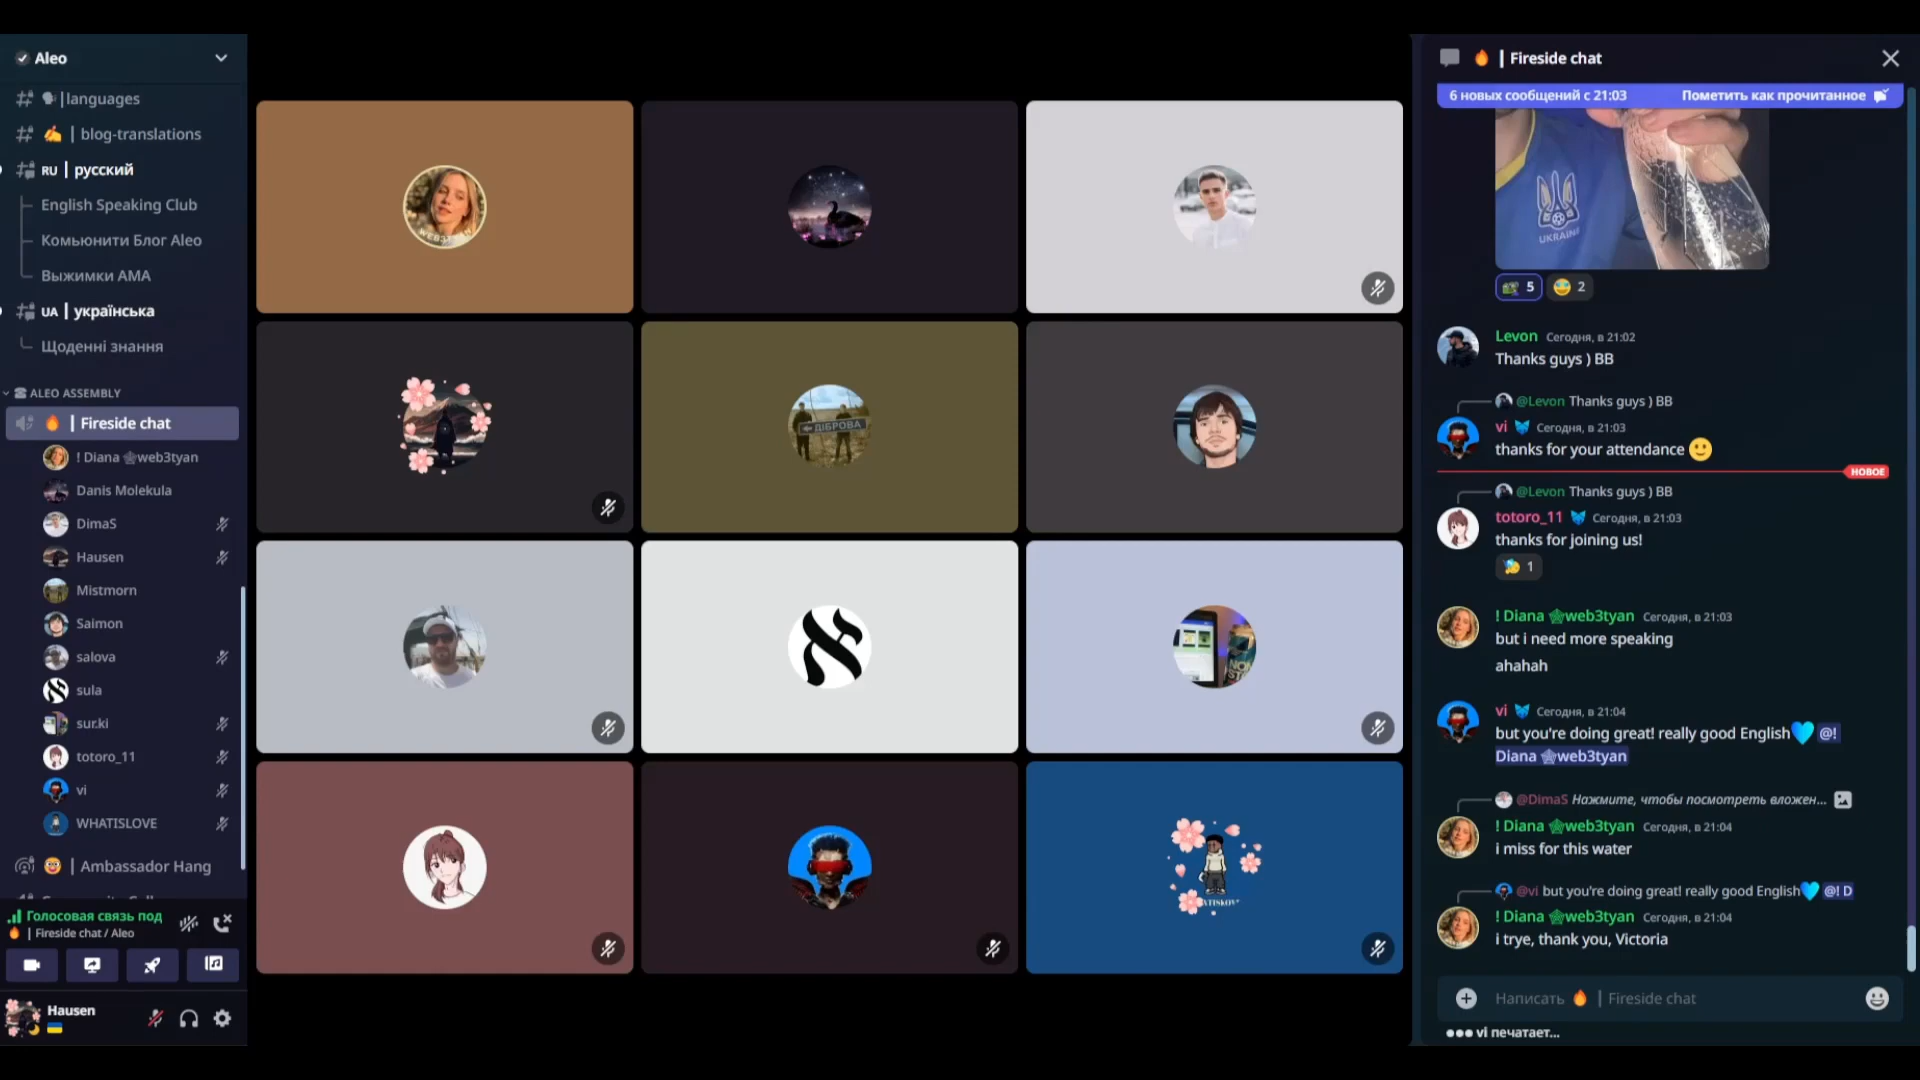 Aleo
|languages
| blog-translations
RU | русский
English Speaking Club
Комьюнити Блог Aleo
Выжимки АМА
UA | українська
Щоденні знання
ALEO ASSEMBLY
| Fireside chat
! Diana web3tyan
Danis Molekula
DimaS
Hausen
Mistmorn
Saimon
salova
sula
sur.ki
totoro_11
vi
WHATISLOVE
| Ambassador Hang
Голосовая связь под
| Fireside chat / Aleo
Hausen
WEB3TYAN
ДІБРОВА
| Fireside chat
6 новых сообщений с 21:03 Пометить как прочитанное
UKRAINE
5 2
Levon Сегодня, в 21:02
Thanks guys ) BB
@Levon Thanks guys ) BB
vi Сегодня, в 21:03
thanks for your attendance
НОВОЕ
@Levon Thanks guys ) BB
totoro_11 Сегодня, в 21:03
thanks for joining us!
1
! Diana web3tyan Сегодня, в 21:03
but i need more speaking
ahahah
vi Сегодня, в 21:04
but you're doing great! really good English @!
Diana web3tyan
@DimaS Нажмите, чтобы посмотреть вложен...
! Diana web3tyan Сегодня, в 21:04
i miss for this water
@vi but you're doing great! really good English @! D
! Diana web3tyan Сегодня, в 21:04
i trye, thank you, Victoria
Написать | Fireside chat
vi печатает...